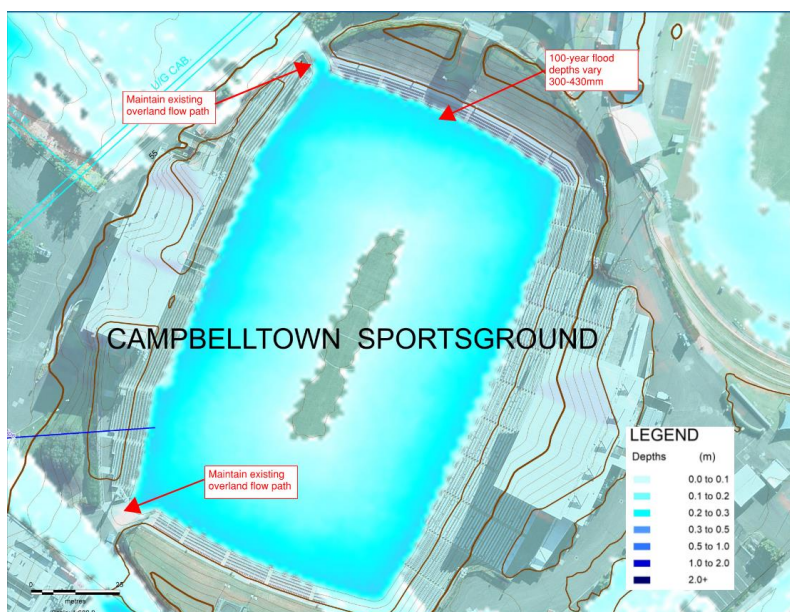 U/G CAB.
100-year flood
depths vary
300-430mm
Maintain existing
overland flow path
55
CAMPBELLTOWN SPORTSGROUND
LEGEND
Depths (m)
0.0 to 0.1
0.1 to 0.2
0.2 to 0.3
0.3 to 0.5
0.5 to 1.0
1.0 to 2.0
2.0+
Maintain existing
overland flow path
0 25
metres